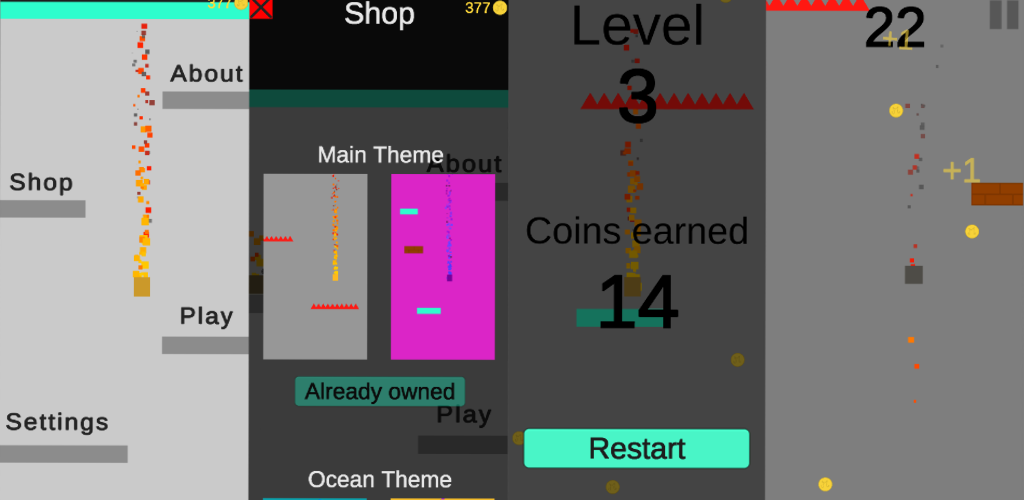 377
About
Shop
Play
Settings
Shop
377
Main Theme
About
Already owned
Play
Ocean Theme
Level
3
Coins earned
14
Restart
22
+1
+1